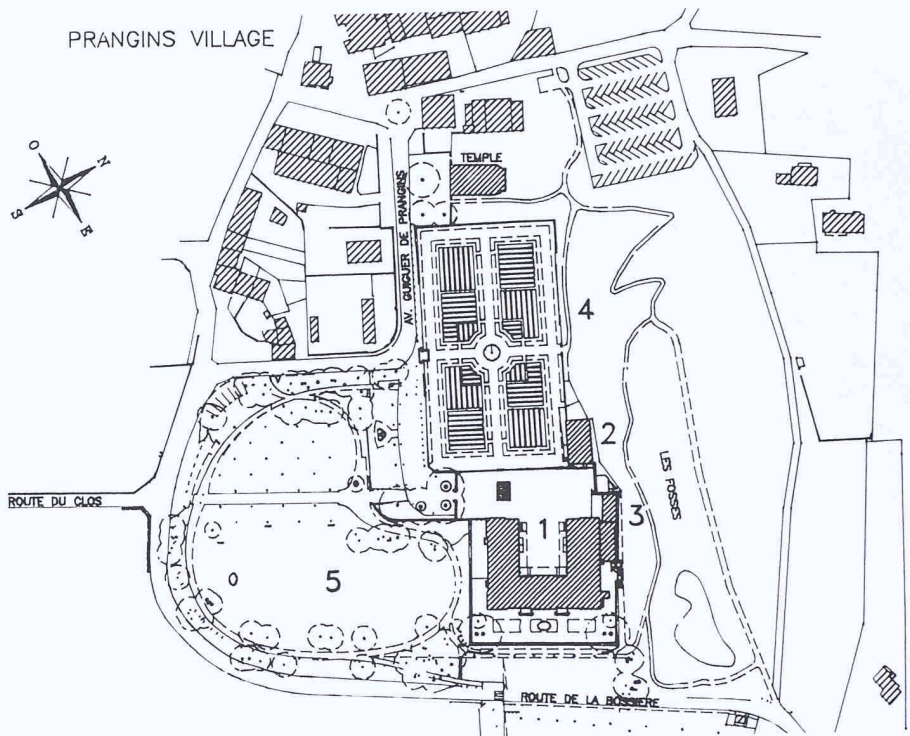 PRANGINS VILLAGE
O
N
S
E
TEMPLE
AV. GUIGUER DE PRANGINS
4
2
LES FOSSES
ROUTE DU CLOS
3
1
5
ROUTE DE LA BOSSIERE